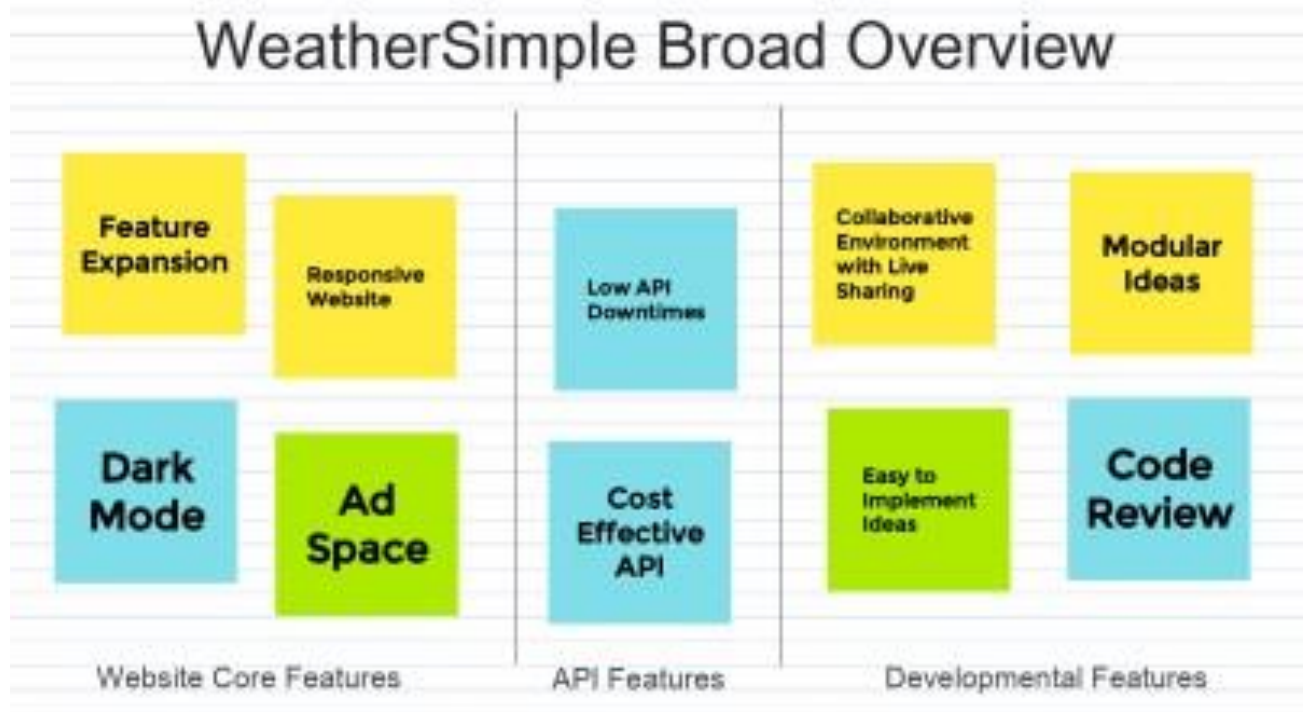 WeatherSimple Broad Overview
Feature
Expansion
Responsive
Website
Dark
Mode
Ad
Space
Website Core Features
Low API
Downtimes
Cost
Effective
API
API Features
Collaborative
Environment
with Live
Sharing
Modular
Ideas
Easy to
Implement
Ideas
Code
Review
Developmental Features